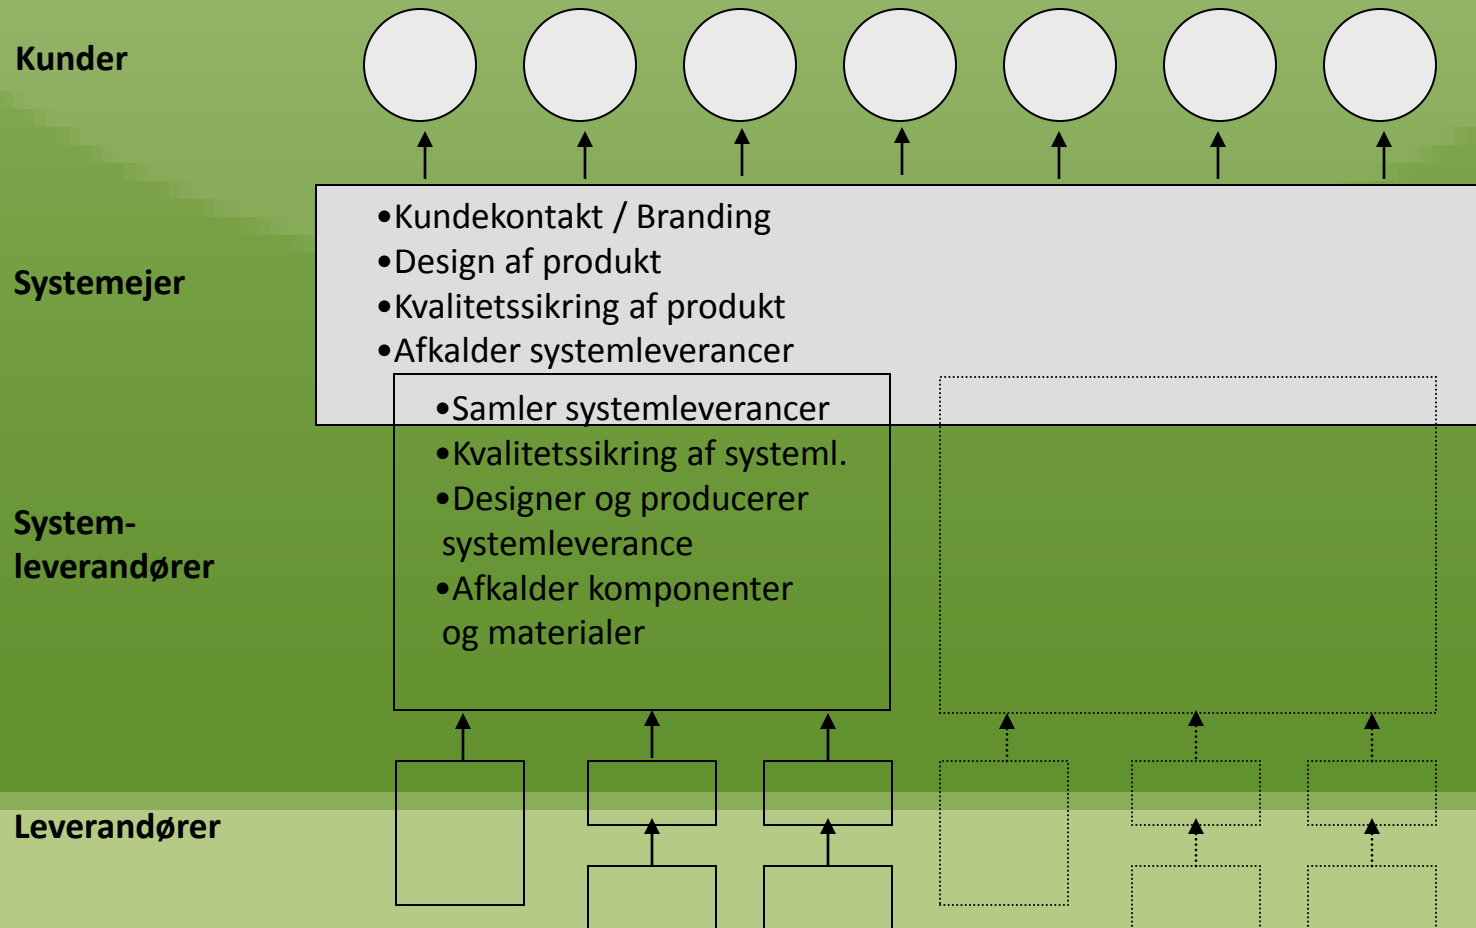 Kunder
•Kundekontakt / Branding
•Design af produkt
•Kvalitetssikring af produkt
•Afkalder systemleverancer
Systemejer
•Samler systemleverancer
•Kvalitetssikring af systeml.
•Designer og producerer
systemleverance
•Afkalder komponenter
og materialer
System-
leverandører
Leverandører